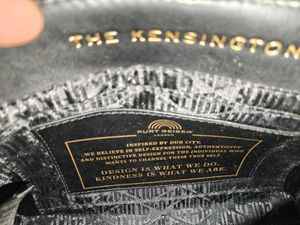 THE KENSINGTON
KURT GEIGER
LONDON
INSPIRED BY OUR CITY.
WE BELIEVE IN SELF-EXPRESSION, AUTHENTICITY
AND DISTINCTIVE DESIGN FOR THE INDIVIDUAL WHO
WANTS TO CHANNEL THEIR TRUE SELF.
DESIGN IS WHAT WE DO.
KINDNESS IS WHAT WE ARE.